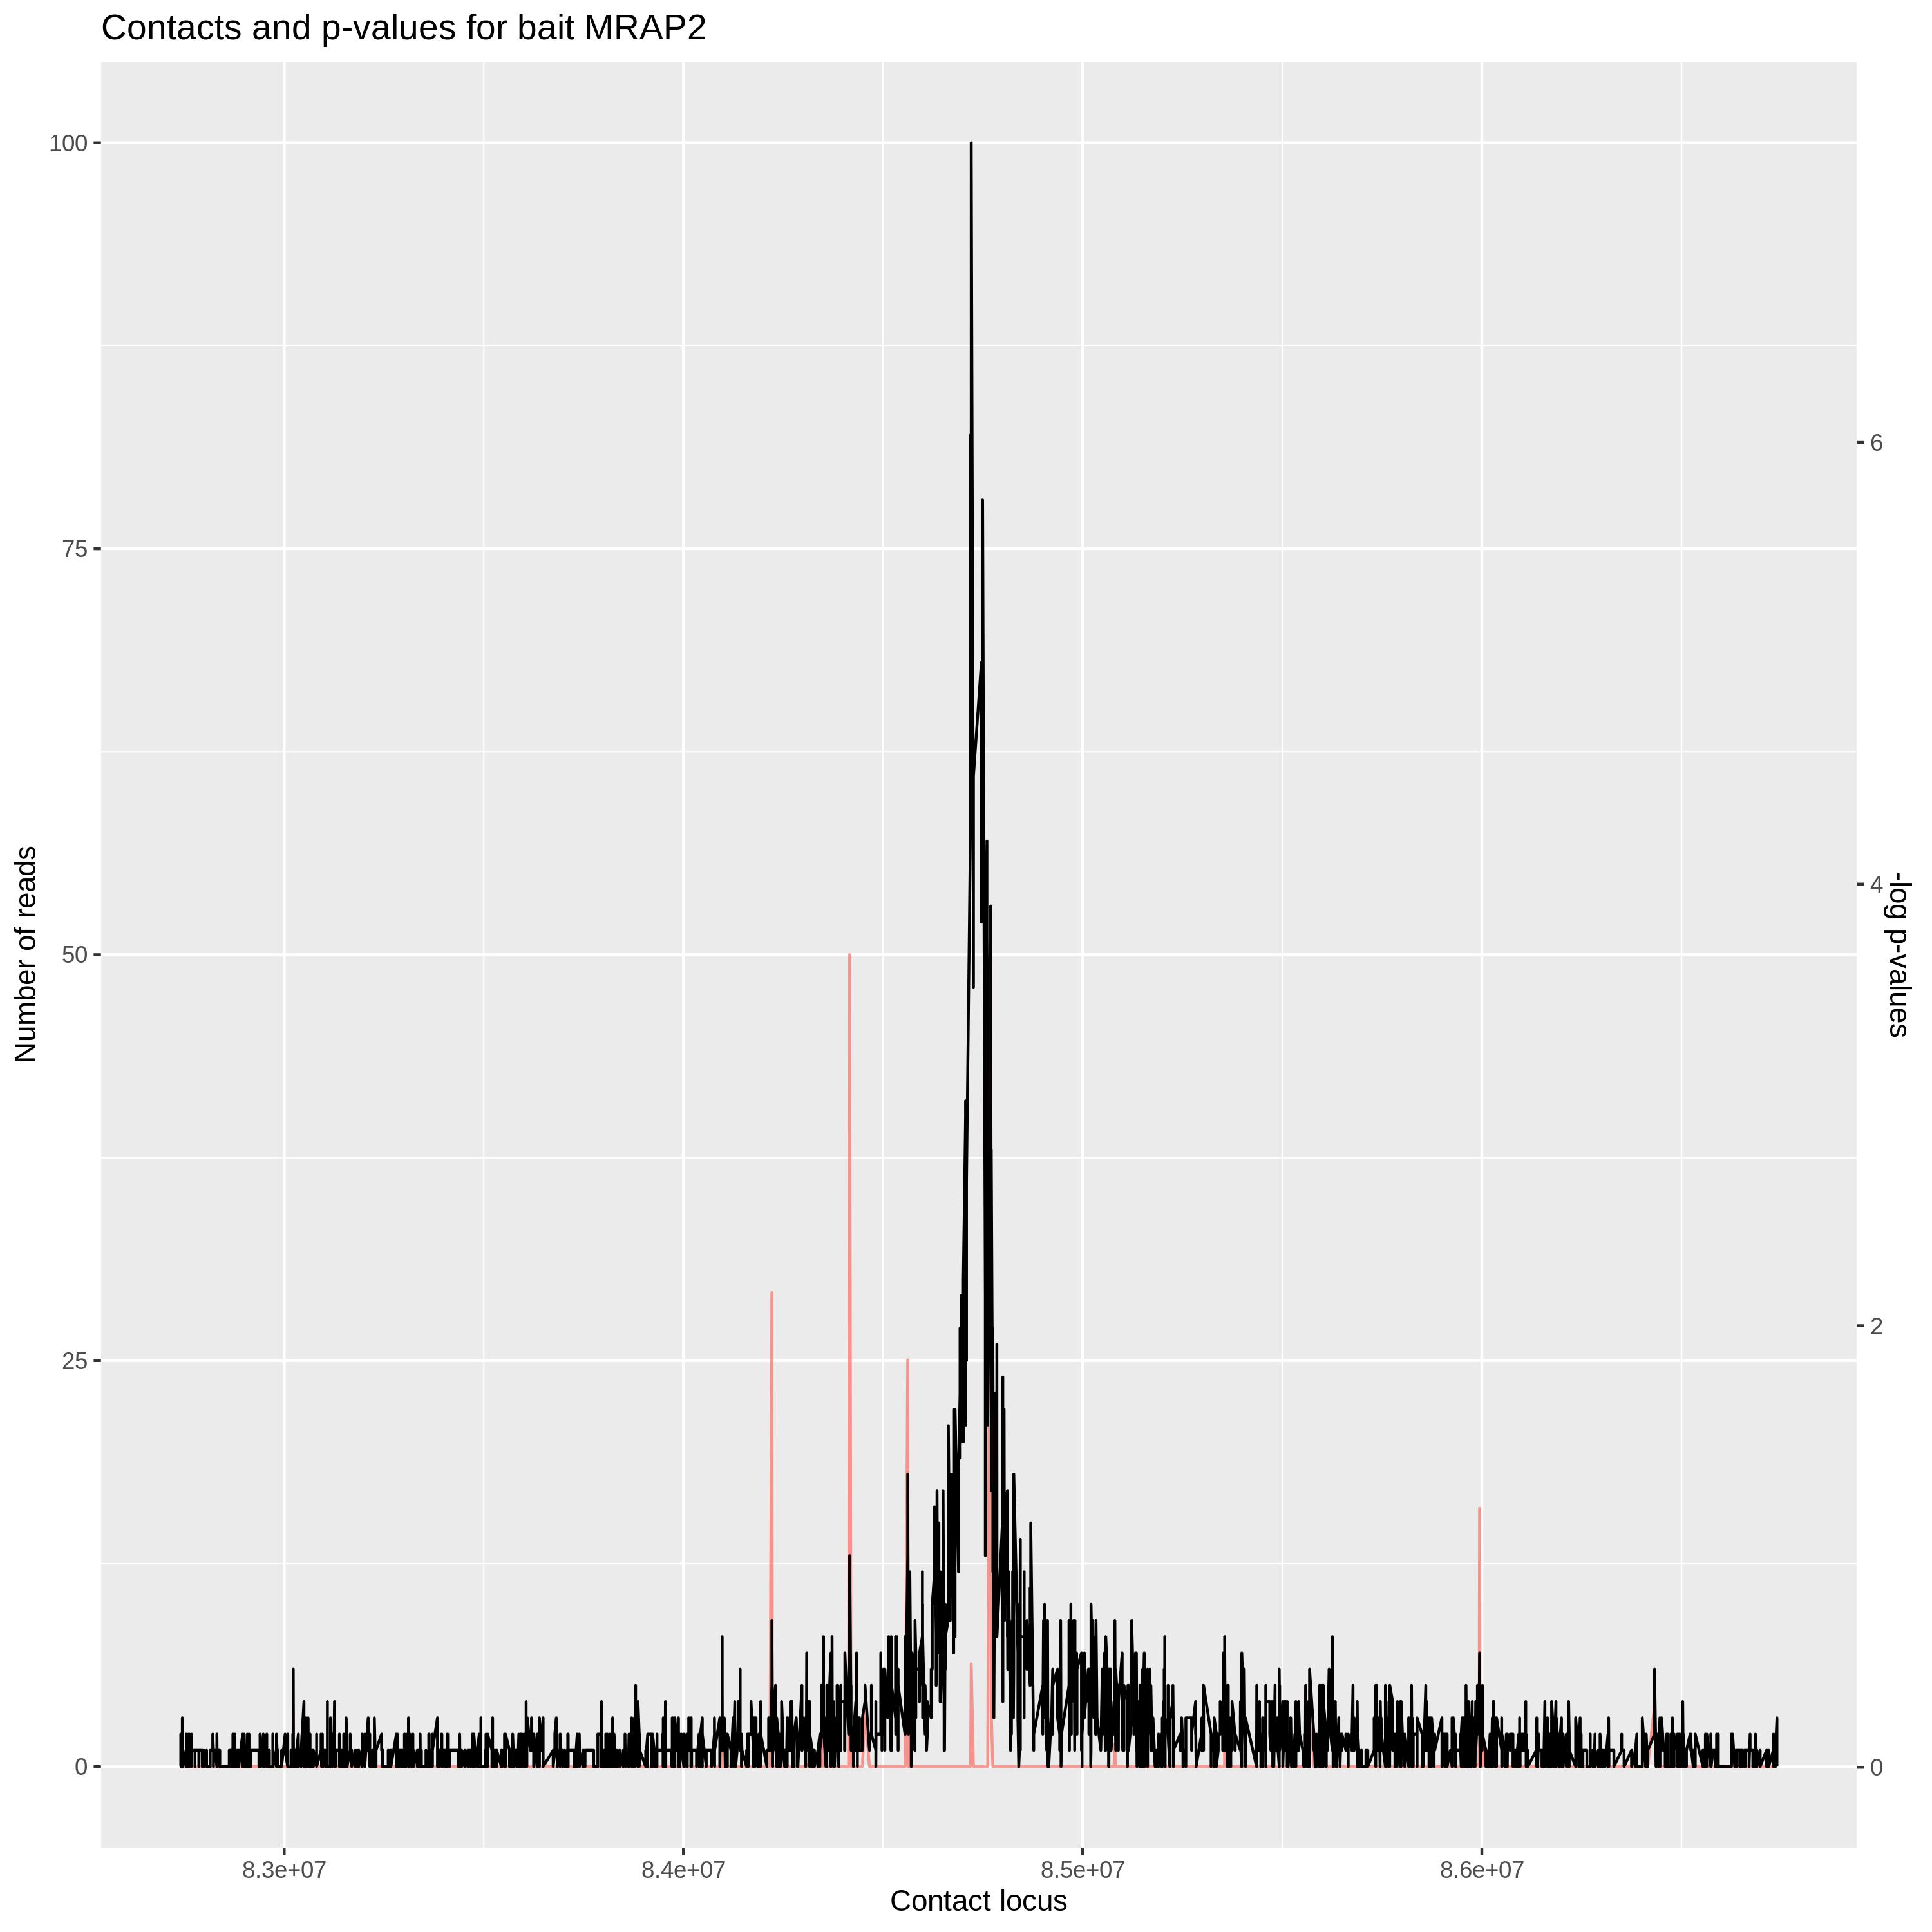 Contacts and p-values for bait MRAP2
100
75
50
25
0
Number of reads
6
4
2
0
-log p-values
8.3e+07
8.4e+07
8.5e+07
8.6e+07
Contact locus